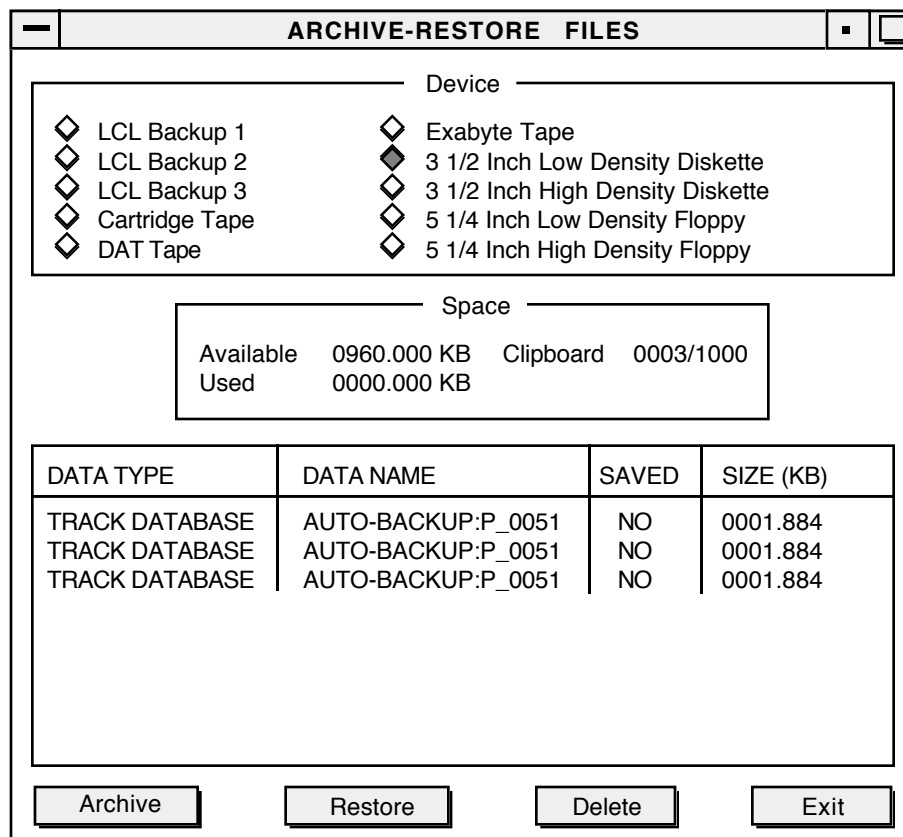 ARCHIVE-RESTORE FILES
Device
LCL Backup 1
LCL Backup 2
LCL Backup 3
Cartridge Tape
DAT Tape
Exabyte Tape
3 1/2 Inch Low Density Diskette
3 1/2 Inch High Density Diskette
5 1/4 Inch Low Density Floppy
5 1/4 Inch High Density Floppy
Space
Available 0960.000 KB Clipboard 0003/1000
Used 0000.000 KB
DATA TYPE DATA NAME SAVED SIZE (KB)
TRACK DATABASE AUTO-BACKUP:P_0051 NO 0001.884
TRACK DATABASE AUTO-BACKUP:P_0051 NO 0001.884
TRACK DATABASE AUTO-BACKUP:P_0051 NO 0001.884
Archive Restore Delete Exit